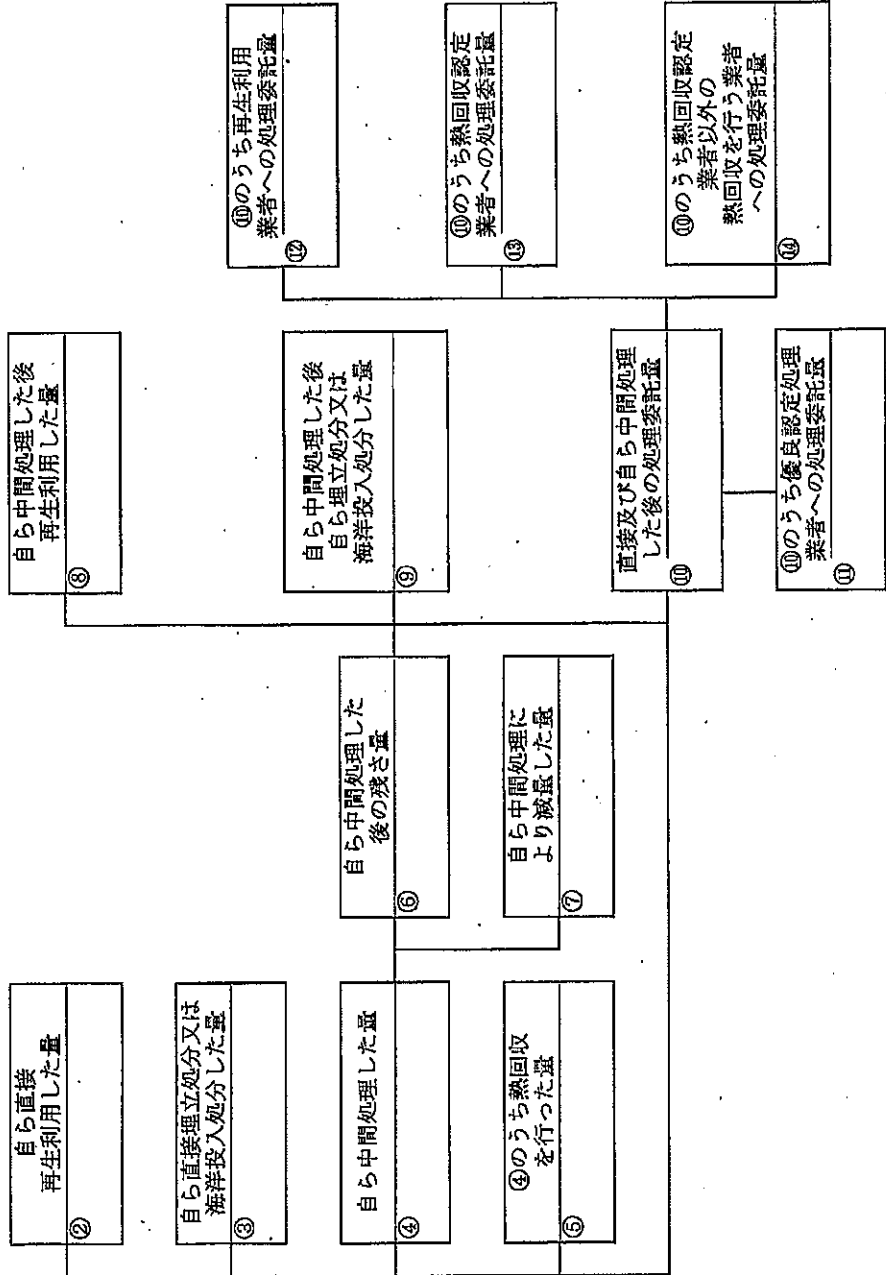 自ら直接
再生利用した量
②
自ら直接埋立処分又は
海洋投入処分した量
③
自ら中間処理した量
④
④のうち熱回収
を行った量
⑤
自ら中間処理した
後の残さ量
⑥
自ら中間処理に
より減量した量
⑦
自ら中間処理した後
再生利用した量
⑧
自ら中間処理した後
自ら埋立処分又は
海洋投入処分した量
⑨
直接及び自ら中間処理
した後の処理委託量
⑩
⑩のうち優良認定処理
業者への処理委託量
⑪
⑩のうち再生利用
業者への処理委託量
⑫
⑩のうち熱回収認定
業者への処理委託量
⑬
⑩のうち熱回収認定
業者以外の
熱回収を行う業者
への処理委託量
⑭